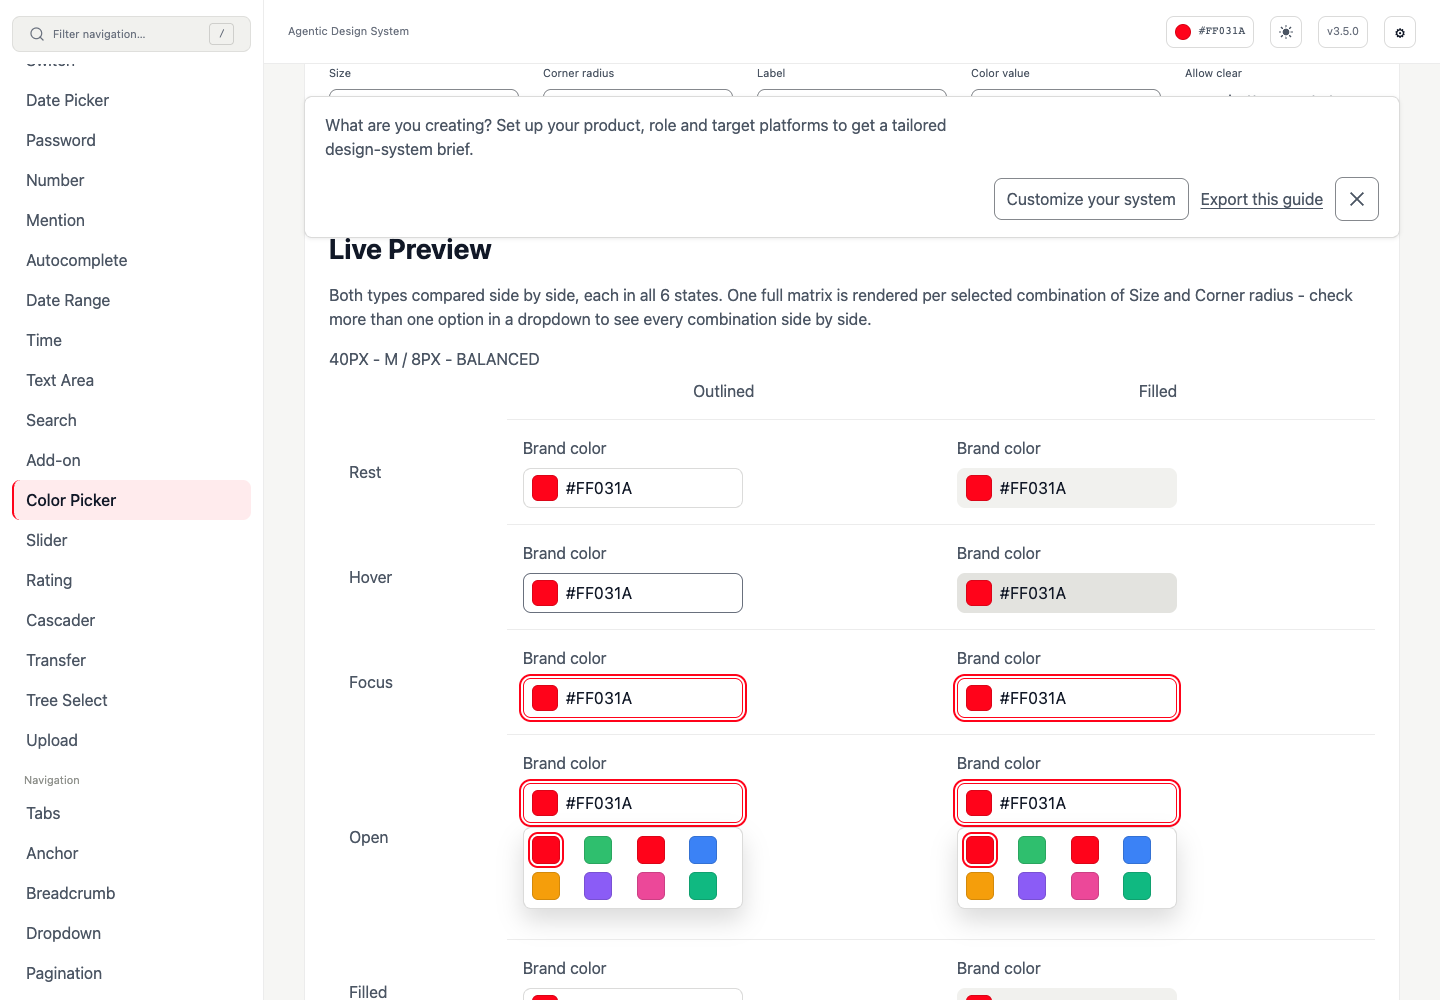 Filter navigation...
/
Agentic Design System
#FF031A
v3.5.0
Switch
Date Picker
Password
Number
Mention
Autocomplete
Date Range
Time
Text Area
Search
Add-on
Color Picker
Slider
Rating
Cascader
Transfer
Tree Select
Upload
Navigation
Tabs
Anchor
Breadcrumb
Dropdown
Pagination
Size
Corner radius
Label
Color value
Allow clear
What are you creating? Set up your product, role and target platforms to get a tailored
design-system brief.
Customize your system
Export this guide
Live Preview
Both types compared side by side, each in all 6 states. One full matrix is rendered per selected combination of Size and Corner radius - check
more than one option in a dropdown to see every combination side by side.
40PX - M / 8PX - BALANCED
Outlined
Filled
Rest
Brand color
#FF031A
Brand color
#FF031A
Hover
Brand color
#FF031A
Brand color
#FF031A
Focus
Brand color
#FF031A
Brand color
#FF031A
Open
Brand color
#FF031A
Brand color
#FF031A
Filled
Brand color
Brand color